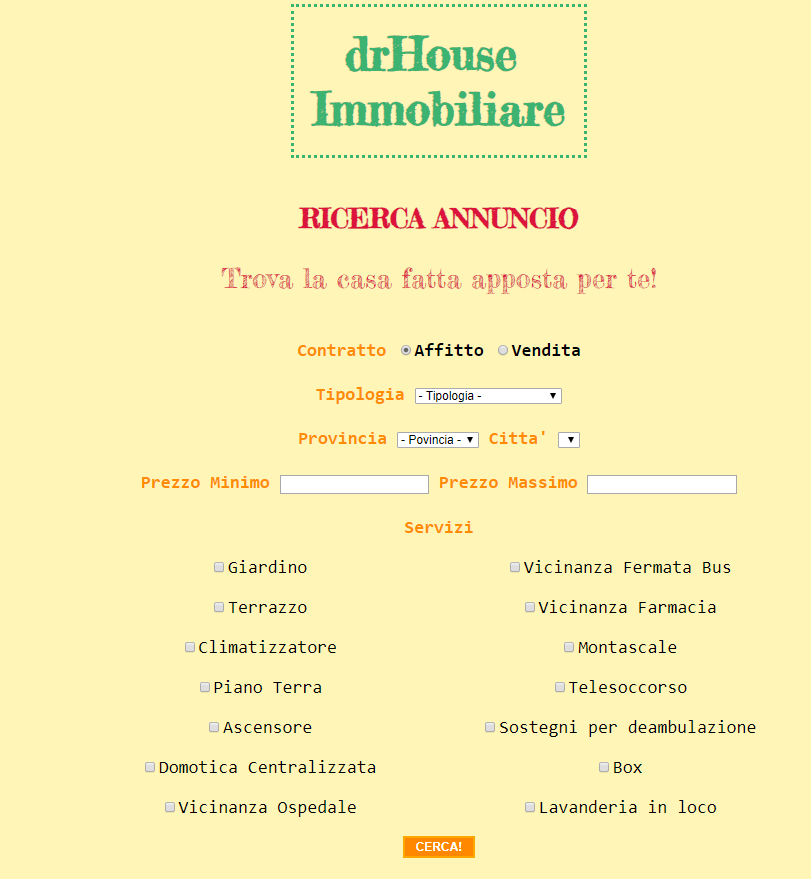 drHouse
Immobiliare
RICERCA ANNUNCIO
Trova la casa fatta apposta per te!
Contratto Affitto Vendita
Tipologia - Tipologia -
Provincia - Povincia - Citta'
Prezzo Minimo Prezzo Massimo
Servizi
Giardino Vicinanza Fermata Bus
Terrazzo Vicinanza Farmacia
Climatizzatore Montascale
Piano Terra Telesoccorso
Ascensore Sostegni per deambulazione
Domotica Centralizzata Box
Vicinanza Ospedale Lavanderia in loco
CERCA!